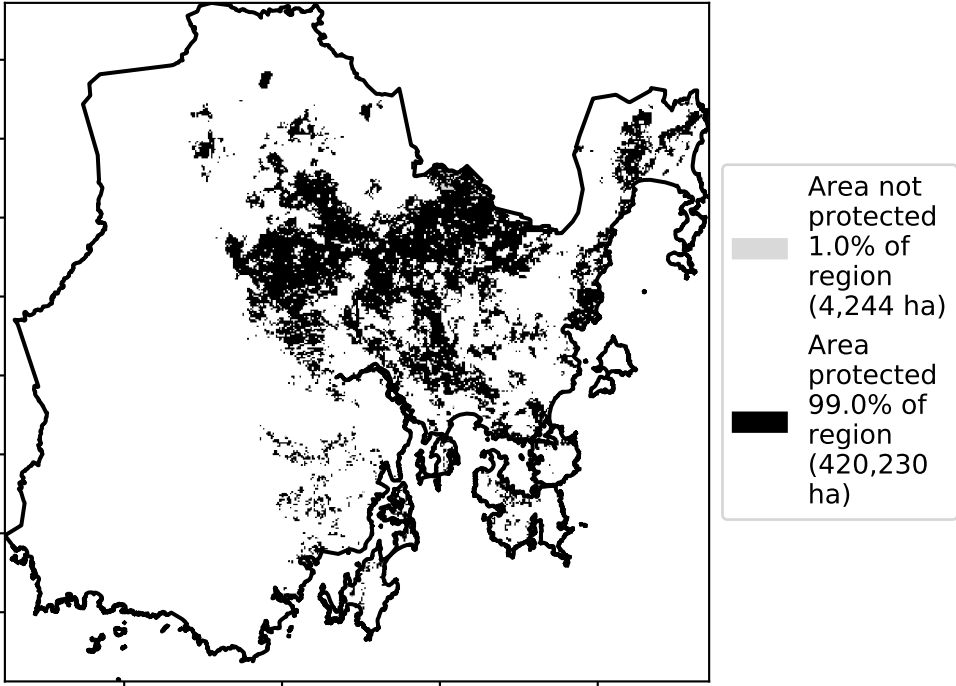 Area not
protected
1.0% of
region
(4,244 ha)
Area
protected
99.0% of
region
(420,230
ha)